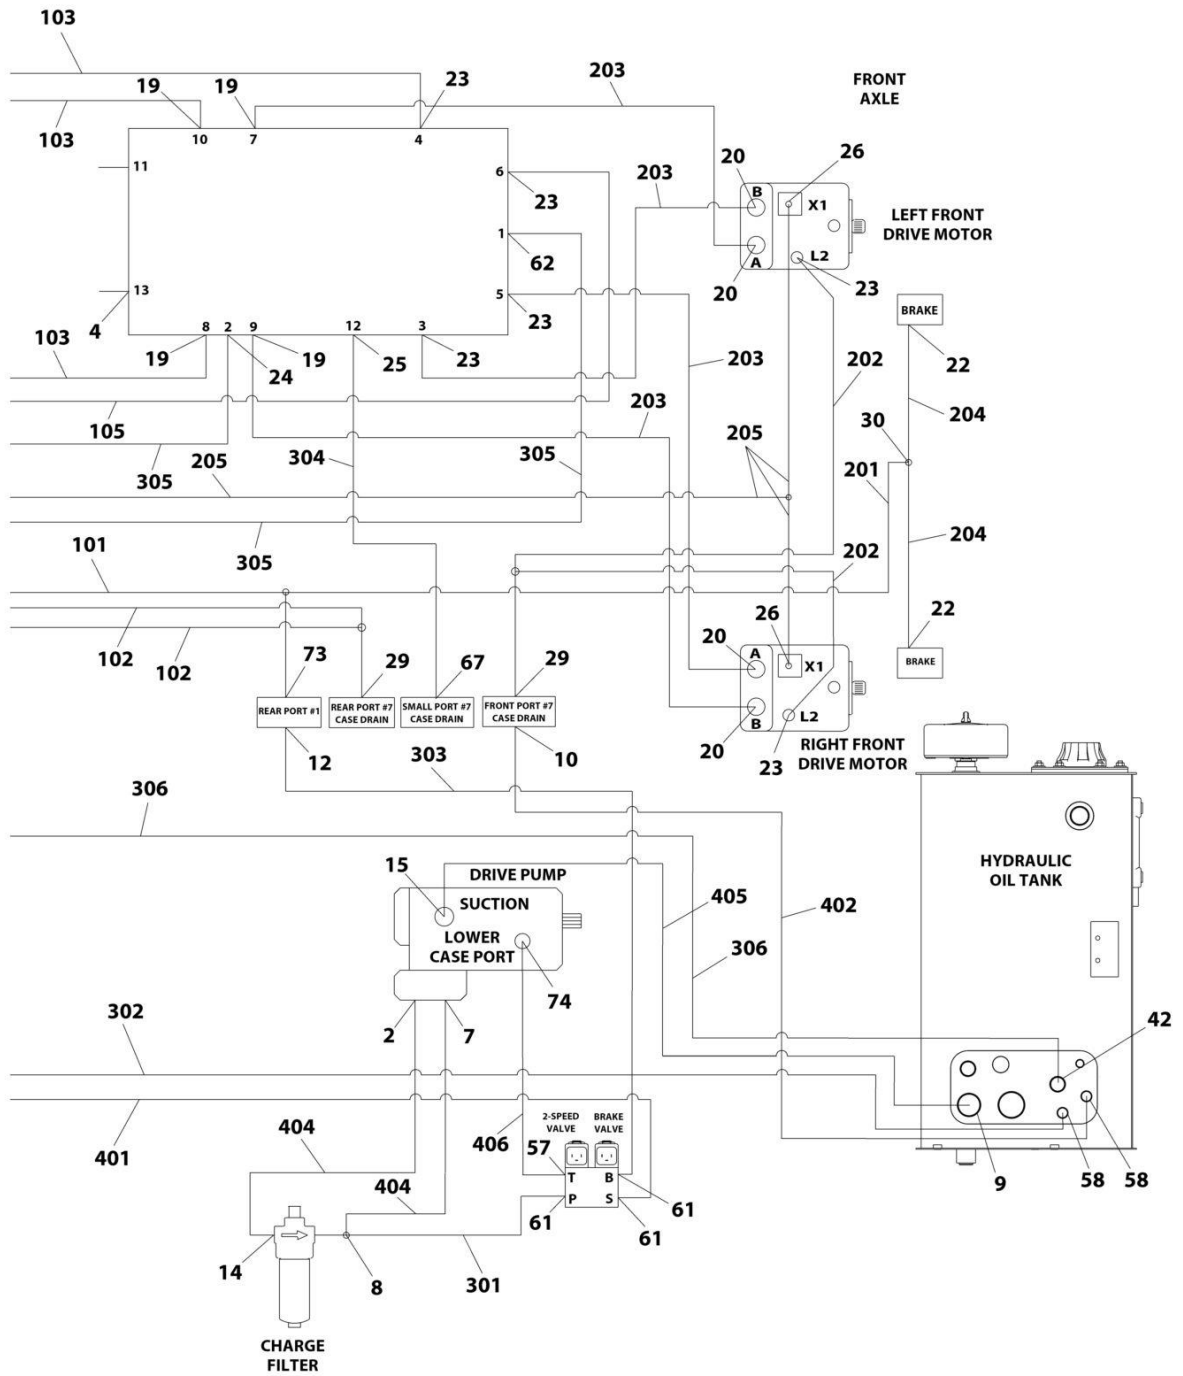 103
103
19
19
23
203
FRONT
AXLE
10
7
4
11
6
23
1
62
5
23
13
4
8
2
9
12
3
103
19
24
19
25
23
203
20
26
B
X1
A
L2
20
23
LEFT FRONT
DRIVE MOTOR
BRAKE
22
204
30
203
202
105
305
205
304
203
305
205
201
305
204
101
202
102
102
73
29
67
29
20
26
22
A
X1
B
L2
BRAKE
REAR PORT #1
REAR PORT #7
CASE DRAIN
SMALL PORT #7
CASE DRAIN
FRONT PORT #7
CASE DRAIN
20
23
RIGHT FRONT
DRIVE MOTOR
12
303
10
306
15
DRIVE PUMP
SUCTION
LOWER
CASE PORT
405
402
HYDRAULIC
OIL TANK
306
74
2
7
302
42
401
404
406
2-SPEED
VALVE
BRAKE
VALVE
57
T
B
P
S
404
61
61
61
9
58
58
14
8
301
CHARGE
FILTER